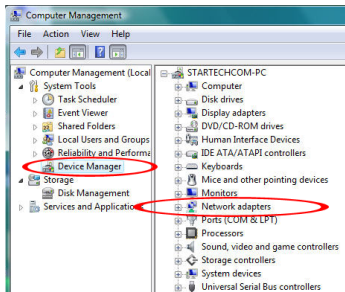 Computer Management
File Action View Help
Computer Management (Local
System Tools
Task Scheduler
Event Viewer
Shared Folders
Local Users and Groups
Reliability and Performa
Device Manager
Storage
Disk Management
Services and Applications
STARTECHCOM-PC
Computer
Disk drives
Display adapters
DVD/CD-ROM drives
Human Interface Devices
IDE ATA/ATAPI controllers
Keyboards
Mice and other pointing devices
Monitors
Network adapters
Ports (COM & LPT)
Processors
Sound, video and game controllers
Storage controllers
System devices
Universal Serial Bus controllers